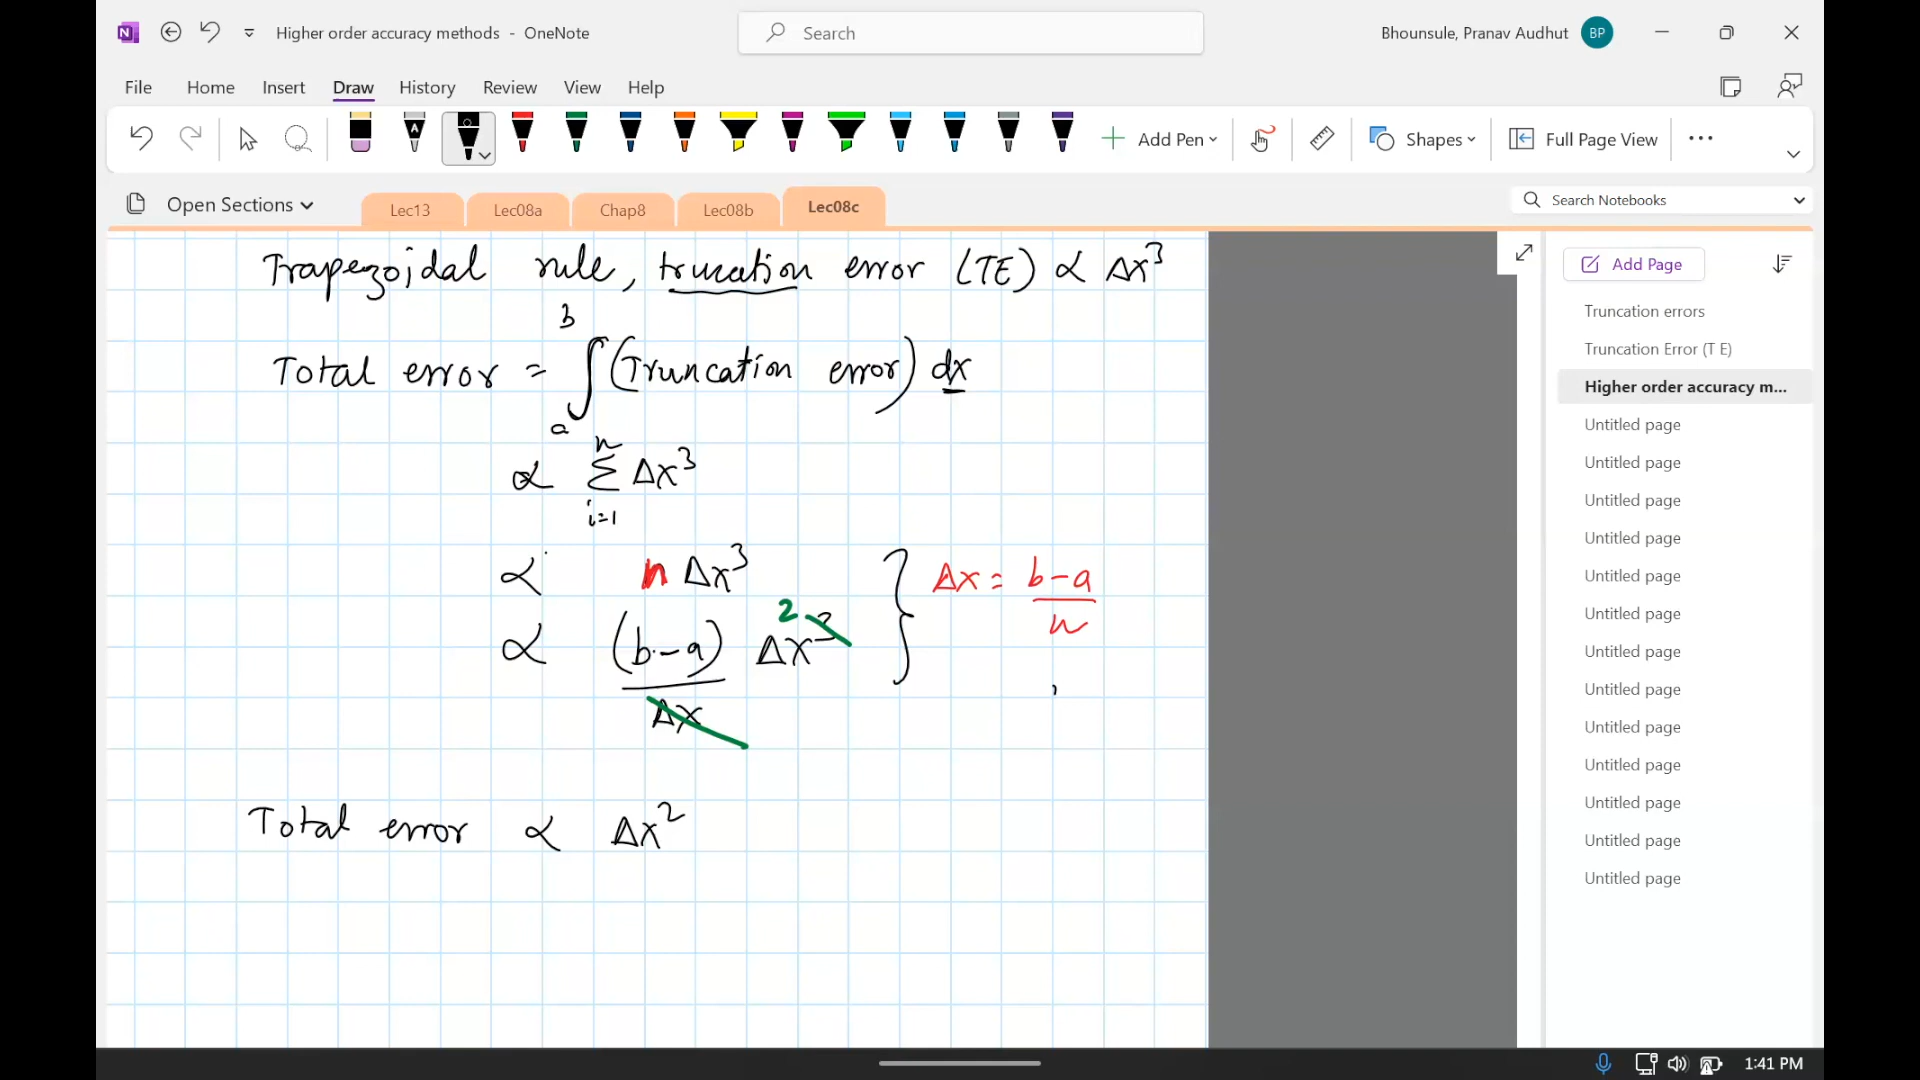 Higher order accuracy methods - OneNote
Search
Bhounsule, Pranav Audhut
BP
File Home Insert Draw History Review View Help
Add Pen Shapes Full Page View
Open Sections
Lec13 Lec08a Chap8 Lec08b Lec08c
Search Notebooks
Trapezoidal rule, trucation error (TE) ∝ Δx³
b
Total error = ∫ (Truncation error) dx
a
n
∝ Σ Δx³
i=1
∝ n Δx³
Δx = b-a
n
2
∝ (b-a) Δx³
Δx
Total error ∝ Δx²
Add Page
Truncation errors
Truncation Error (T E)
Higher order accuracy m...
Untitled page
Untitled page
Untitled page
Untitled page
Untitled page
Untitled page
Untitled page
Untitled page
Untitled page
Untitled page
Untitled page
Untitled page
Untitled page
1:41 PM